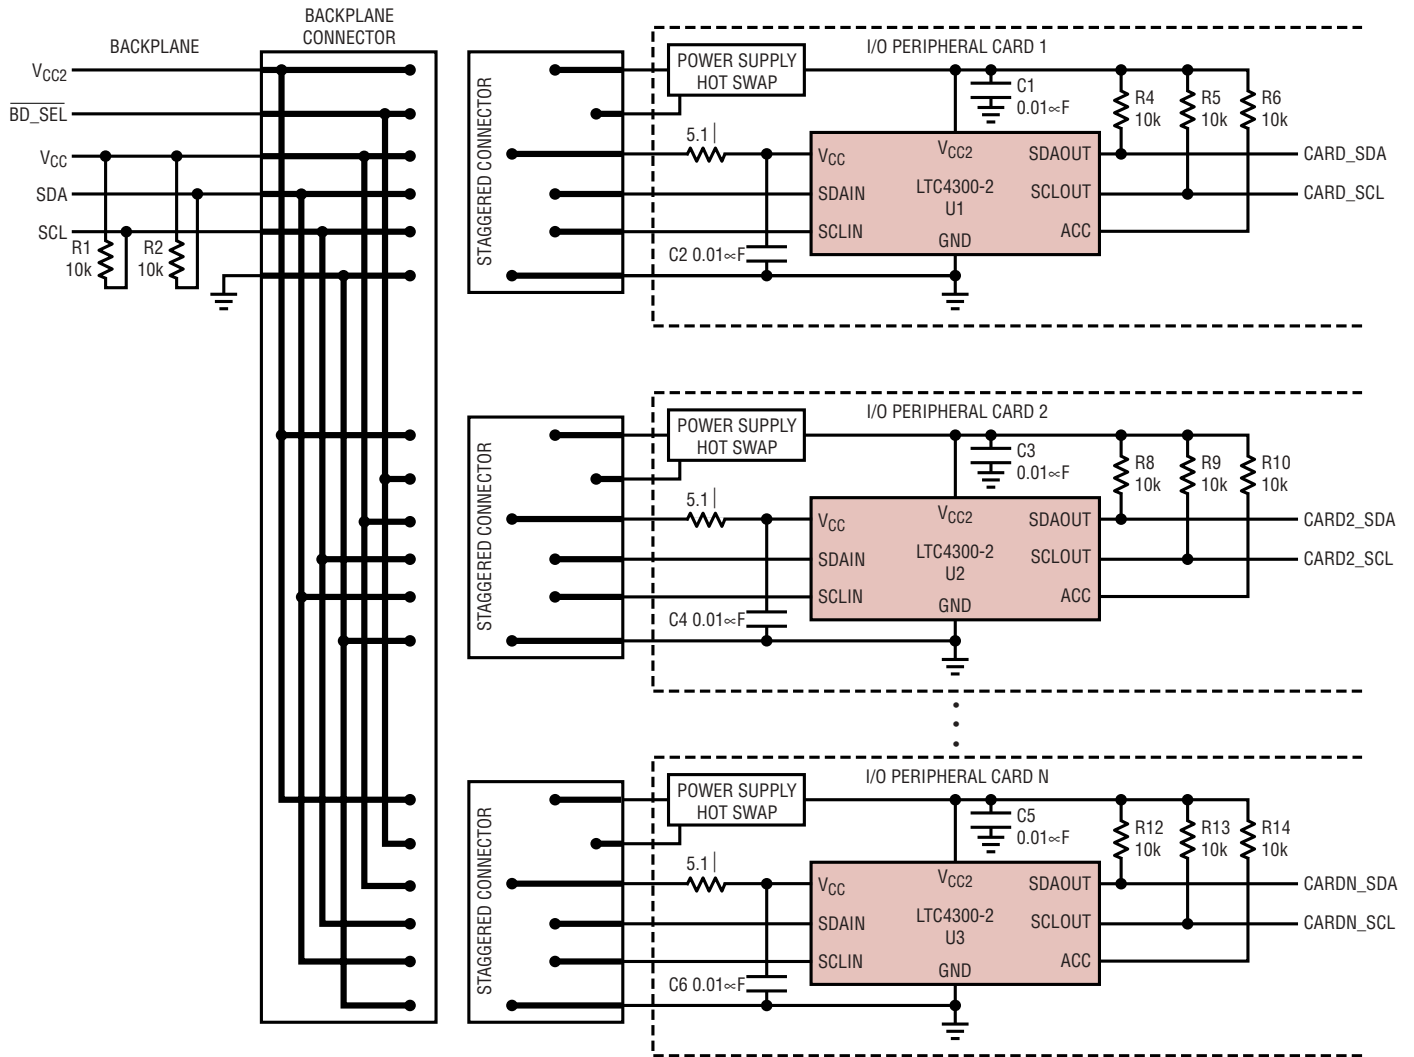 BACKPLANE
BACKPLANE
CONNECTOR
VCC2
BD_SEL
VCC
SDA
SCL
R1
10k
R2
10k
STAGGERED CONNECTOR
I/O PERIPHERAL CARD 1
POWER SUPPLY
HOT SWAP
C1
0.01∝F
R4
10k
R5
10k
R6
10k
5.1|
VCC
VCC2
SDAOUT
CARD_SDA
SDAIN
LTC4300-2
U1
SCLOUT
CARD_SCL
SCLIN
GND
ACC
C2 0.01∝F
STAGGERED CONNECTOR
I/O PERIPHERAL CARD 2
POWER SUPPLY
HOT SWAP
C3
0.01∝F
R8
10k
R9
10k
R10
10k
5.1|
VCC
VCC2
SDAOUT
CARD2_SDA
SDAIN
LTC4300-2
U2
SCLOUT
CARD2_SCL
SCLIN
GND
ACC
C4 0.01∝F
STAGGERED CONNECTOR
I/O PERIPHERAL CARD N
POWER SUPPLY
HOT SWAP
C5
0.01∝F
R12
10k
R13
10k
R14
10k
5.1|
VCC
VCC2
SDAOUT
CARDN_SDA
SDAIN
LTC4300-2
U3
SCLOUT
CARDN_SCL
SCLIN
GND
ACC
C6 0.01∝F